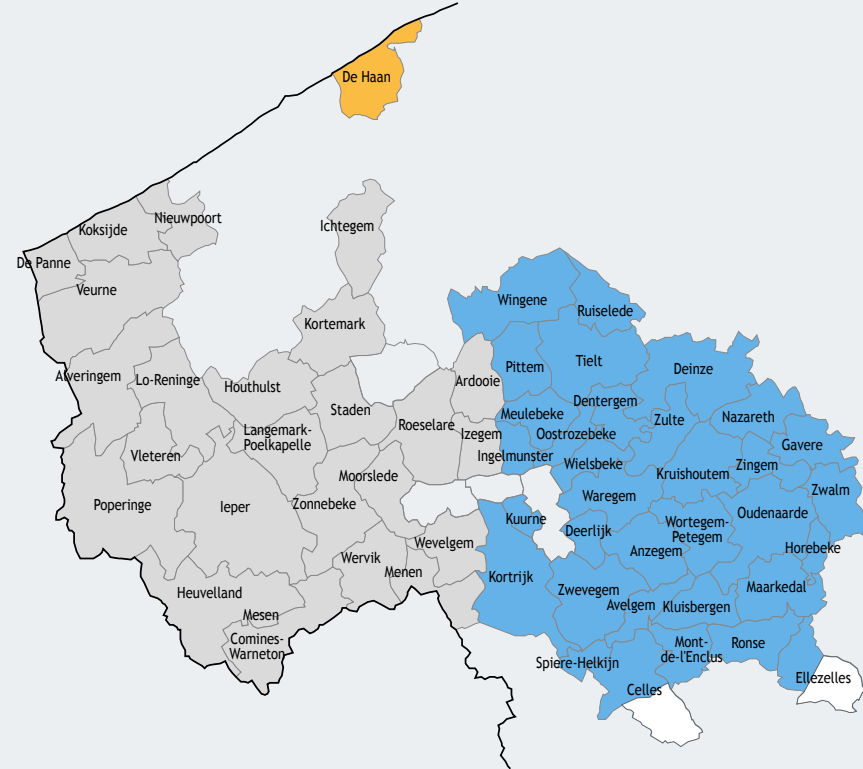 De Haan
Nieuwpoort
Koksijde
Ichtegem
De Panne
Veurne
Wingene
Ruiselede
Kortemark
Pittem
Tielt
Deinze
Alveringem
Lo-Reninge
Houthulst
Ardooie
Staden
Dentergem
Meulebeke
Zulte
Nazareth
Roeselare
Langemark-
Poelkapelle
Izegem
Oostrozebeke
Gavere
Vleteren
Ingelmunster
Wielsbeke
Zingem
Kruishoutem
Moorslede
Zwalm
Waregem
Poperinge
Ieper
Zonnebeke
Oudenaarde
Kuurne
Wortegem-
Petegem
Deerlijk
Wevelgem
Anzegem
Horebeke
Wervik
Menen
Kortrijk
Zwevegem
Maarkedal
Heuvelland
Avelgem
Kluisbergen
Mesen
Comines-
Warneton
Mont-
de-l'Enclus
Ronse
Spiere-Helkijn
Ellezelles
Celles